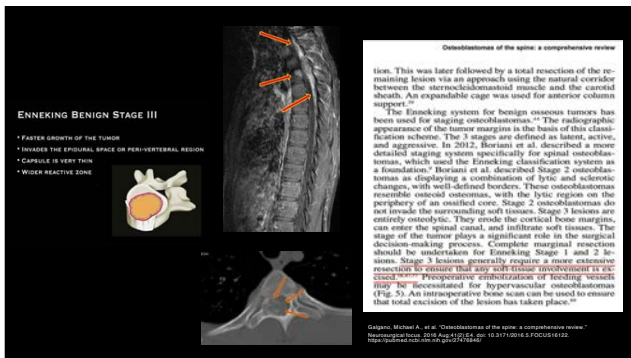 ENNEKING BENIGN STAGE III
• FASTER GROWTH OF THE TUMOR
• INVADES THE EPIDURAL SPACE OR PERI-VERTEBRAL REGION
• CAPSULE IS VERY THIN
• WIDER REACTIVE ZONE
Osteoblastomas of the spine: a comprehensive review
tion. This was later followed by a total resection of the re-
maining lesion via an approach using the natural corridor
between the sternocleidomastoid muscle and the carotid
sheath. An expandable cage was used for anterior column
support.
The Enneking system for benign osseous tumors has
been used for staging osteoblastomas. The radiographic
appearance of the tumor margins is the basis of this classi-
fication scheme. The 3 stages are defined as latent, active,
and aggressive. In 2012, Boriani et al. described a more
detailed staging system specifically for spinal osteoblas-
tomas, which used the Enneking classification system as
a foundation. Boriani et al. described Stage 2 osteoblas-
tomas as displaying a combination of lytic and sclerotic
changes, with well-defined borders. These osteoblastomas
resemble osteoid osteomas, with the lytic region on the
periphery of an ossified core. Stage 2 osteoblastomas do
not invade the surrounding soft tissues. Stage 3 lesions are
entirely osteolytic. They erode the cortical bone margins,
can enter the spinal canal, and infiltrate soft tissues. The
stage of the tumor plays a significant role in the surgical
decision-making process. Complete marginal resection
should be undertaken for Enneking Stage 1 and 2 le-
sions. Stage 3 lesions generally require a more extensive
resection to ensure that any soft-tissue involvement is ex-
cised. Preoperative embolization of feeding vessels
may be necessitated for hypervascular osteoblastomas
(Fig. 5). An intraoperative bone scan can be used to ensure
that total excision of the lesion has taken place.
Galgano, Michael A., et al. "Osteoblastomas of the spine: a comprehensive review."
Neurosurgical focus. 2016 Aug;41(2):E4. doi: 10.3171/2016.5.FOCUS16122.
https://pubmed.ncbi.nlm.nih.gov/27476846/